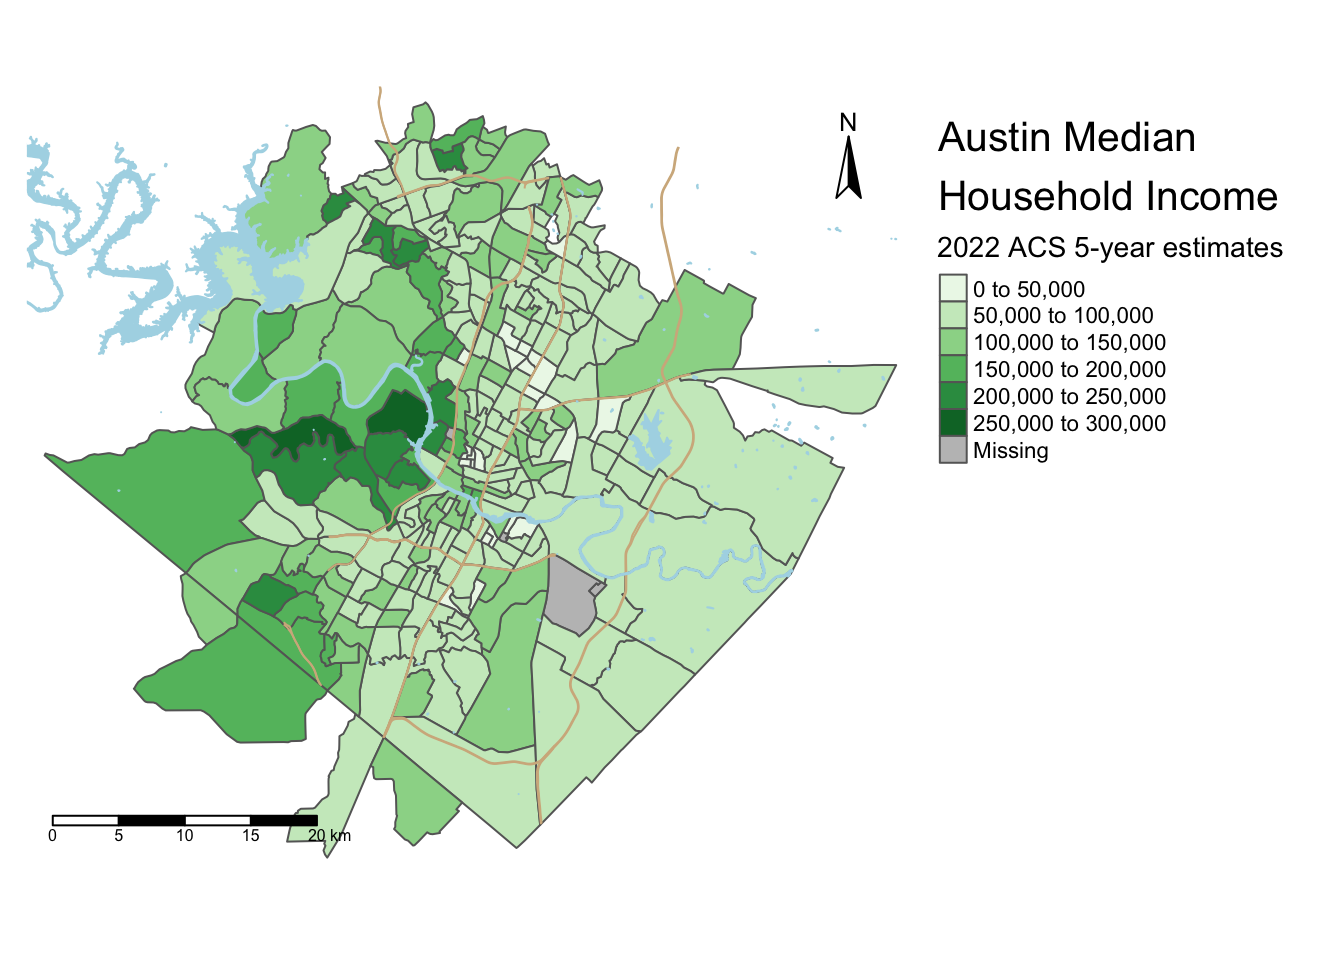 N
Austin Median
Household Income
2022 ACS 5-year estimates
0 to 50,000
50,000 to 100,000
100,000 to 150,000
150,000 to 200,000
200,000 to 250,000
250,000 to 300,000
Missing
0 5 10 15 20 km